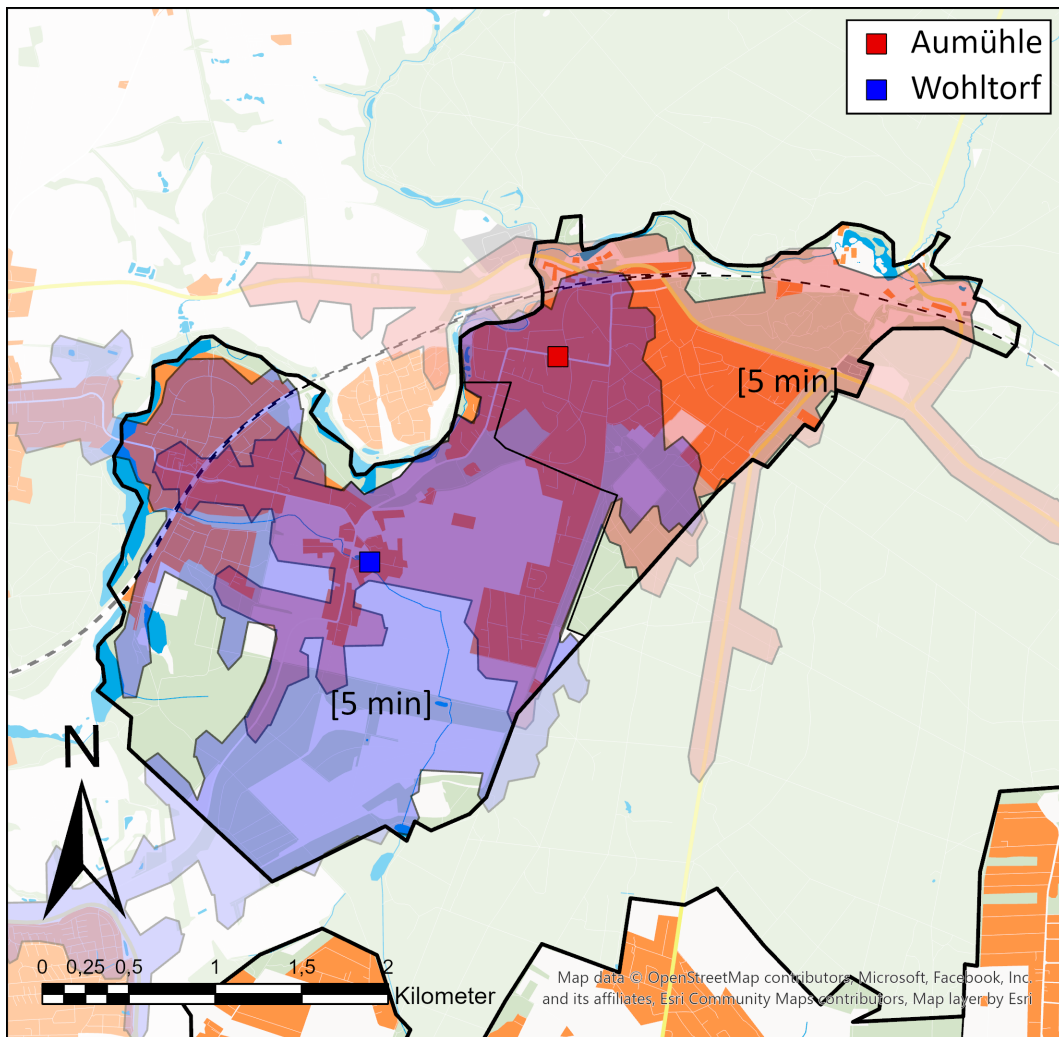 Aumühle
Wohltorf
[5 min]
[5 min]
N
0 0,25 0,5 1 1,5 2
Kilometer
Map data © OpenStreetMap contributors, Microsoft, Facebook, Inc.
and its affiliates, Esri Community Maps contributors, Map layer by Esri